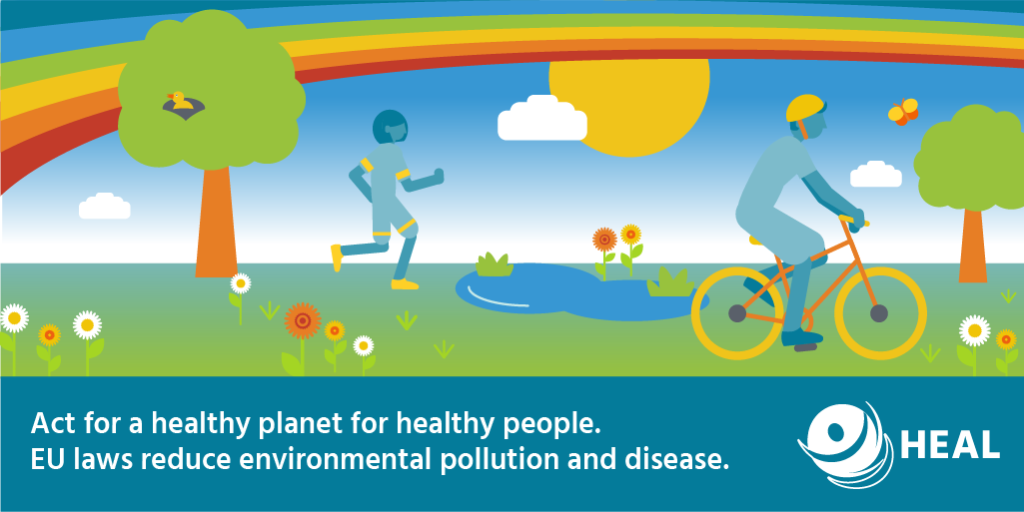 Act for a healthy planet for healthy people.
EU laws reduce environmental pollution and disease.
HEAL